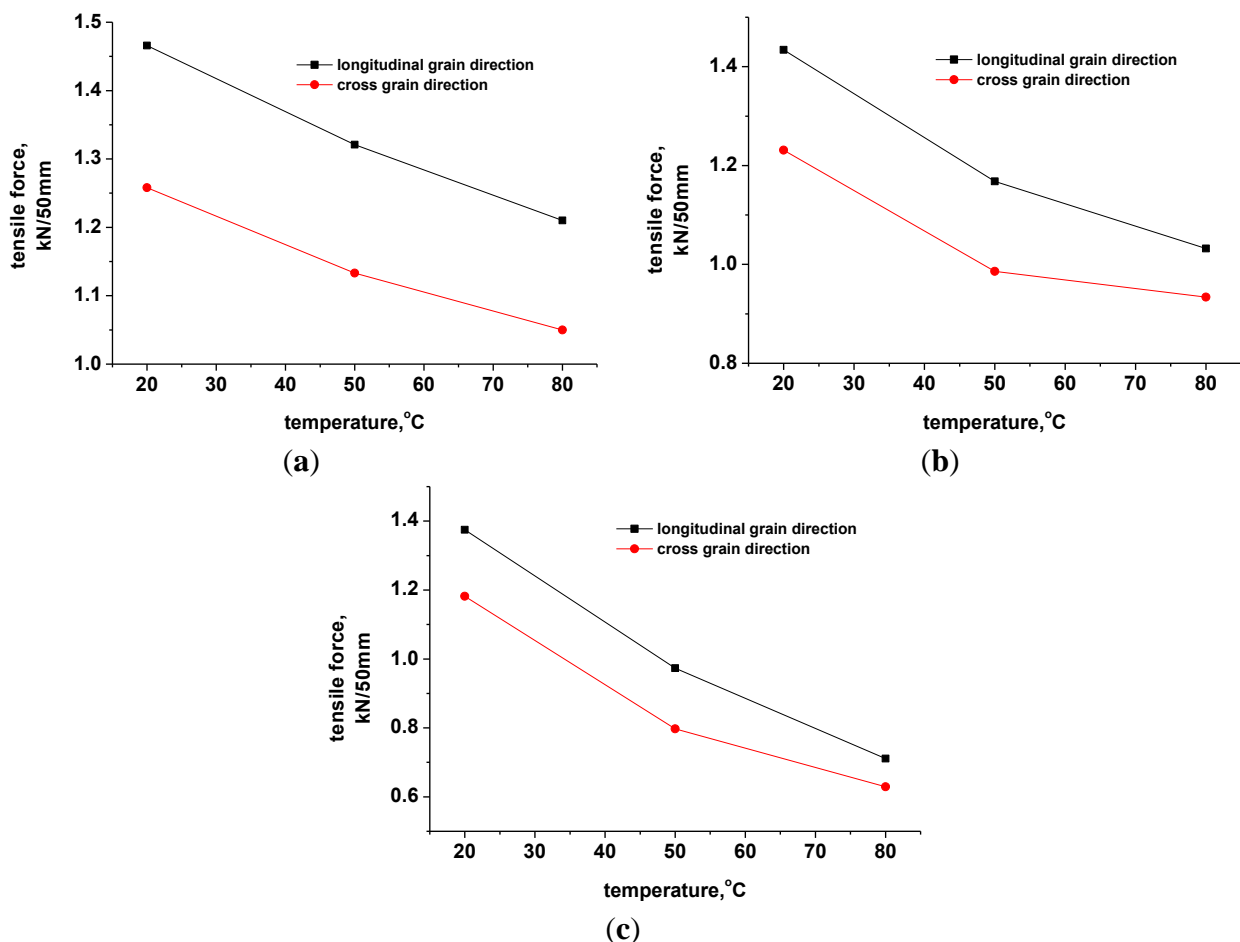 1.5
1.4
1.3
1.2
1.1
1.0
tensile force,
kN/50mm
longitudinal grain direction
cross grain direction
20 30 40 50 60 70 80
temperature,°C
(a)
1.4
1.2
1.0
0.8
tensile force,
kN/50mm
longitudinal grain direction
cross grain direction
20 30 40 50 60 70 80
temperature,°C
(b)
1.4
1.2
1.0
0.8
0.6
tensile force,
kN/50mm
longitudinal grain direction
cross grain direction
20 30 40 50 60 70 80
temperature,°C
(c)